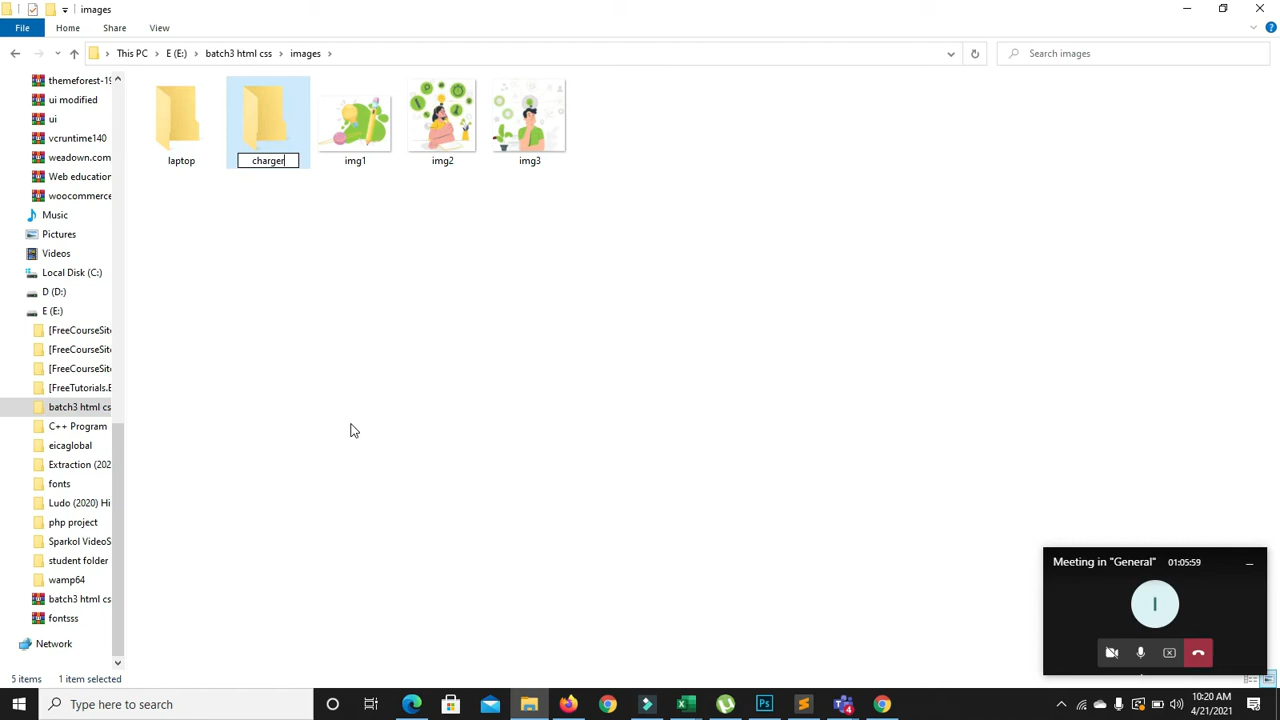 images
File
Home
Share
View
This PC
E (E:)
batch3 html css
images
Search images
themeforest-19
ui modified
ui
vcruntime140
weadown.com
Web education
woocommerce
Music
Pictures
Videos
Local Disk (C:)
D (D:)
E (E:)
[FreeCourseSite
[FreeCourseSite
[FreeCourseSite
[FreeTutorials.E
batch3 html cs
C++ Program
eicaglobal
Extraction (202
fonts
Ludo (2020) Hi
php project
Sparkol VideoS
student folder
wamp64
batch3 html cs
fontsss
Network
laptop
charger
img1
img2
img3
Meeting in "General"
01:05:59
I
5 items
1 item selected
Type here to search
10:20 AM
4/21/2021